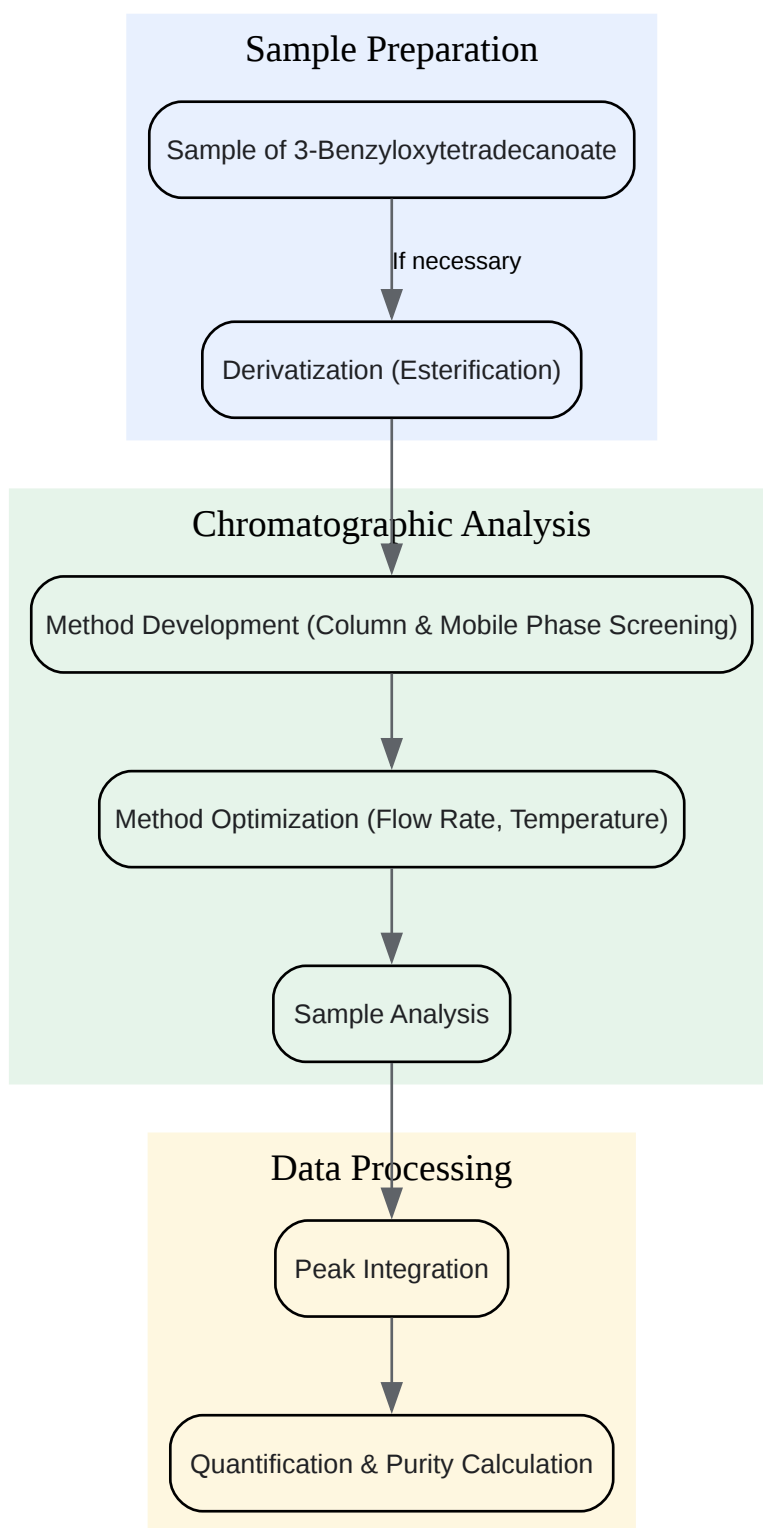 Sample Preparation
Sample of 3-Benzyloxytetradecanoate
If necessary
Derivatization (Esterification)
Chromatographic Analysis
Method Development (Column & Mobile Phase Screening)
Method Optimization (Flow Rate, Temperature)
Sample Analysis
Data Processing
Peak Integration
Quantification & Purity Calculation